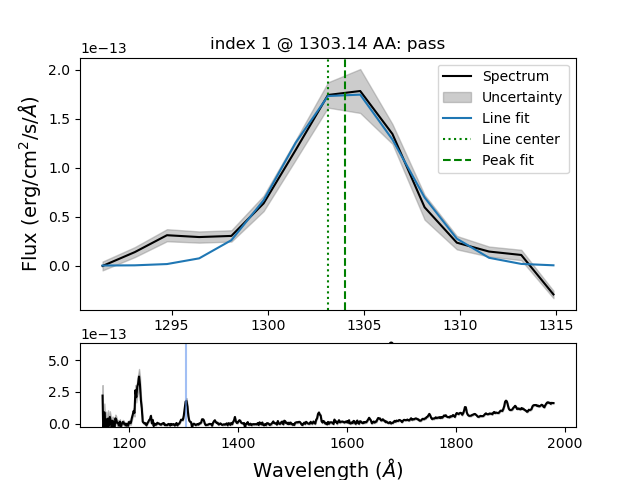 index 1 @ 1303.14 AA: pass
1e−13
2.0
1.5
1.0
0.5
0.0
Flux (erg/cm²/s/Å)
Spectrum
Uncertainty
Line fit
Line center
Peak fit
1295 1300 1305 1310 1315
1e−13
5.0
2.5
0.0
1200 1400 1600 1800 2000
Wavelength (Å)